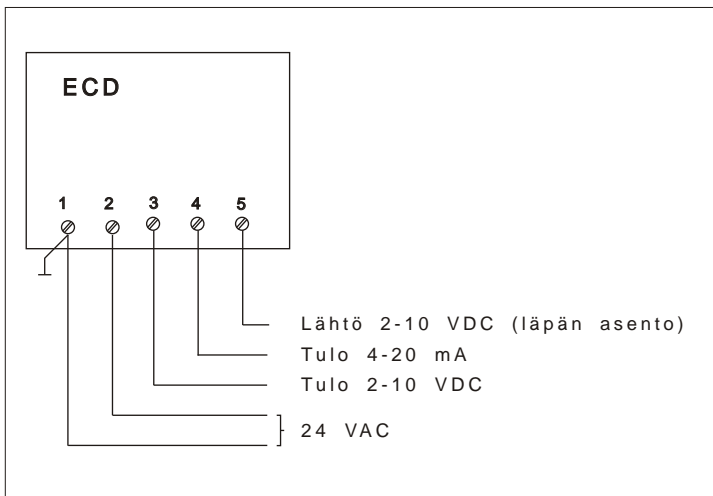 ECD
1 2 3 4 5
Lähtö 2-10 VDC (läpän asento)
Tulo 4-20 mA
Tulo 2-10 VDC
24 VAC